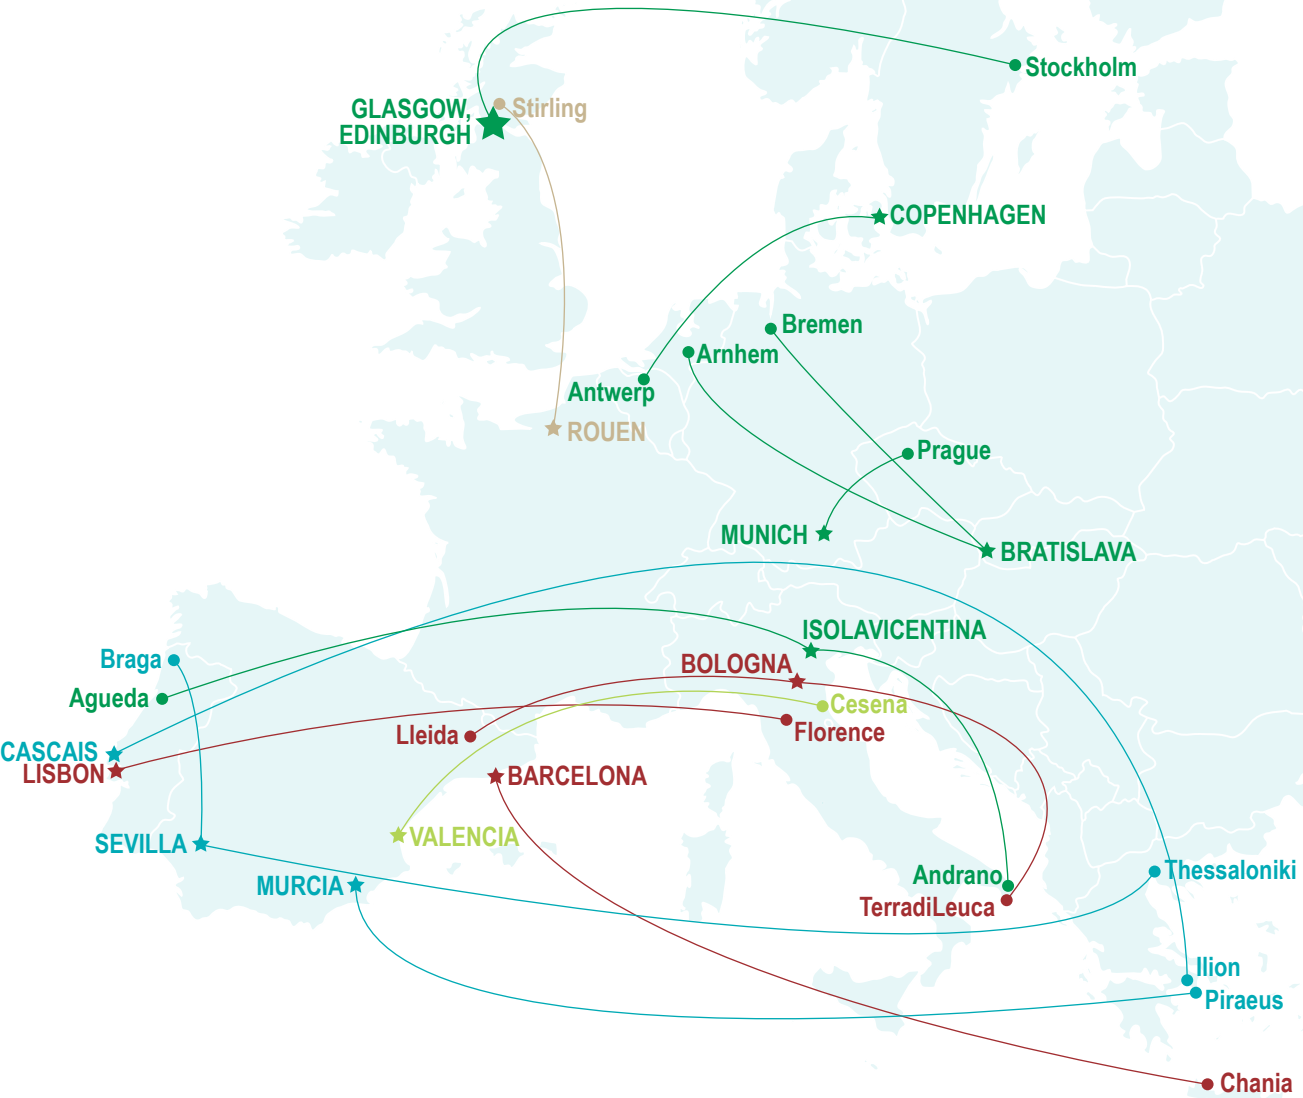 Stockholm
GLASGOW,
EDINBURGH
Stirling
COPENHAGEN
Bremen
Arnhem
Antwerp
ROUEN
Prague
MUNICH
BRATISLAVA
ISOLAVICENTINA
Braga
BOLOGNA
Agueda
Cesena
Lleida
Florence
CASCAIS
LISBON
BARCELONA
VALENCIA
SEVILLA
Thessaloniki
Andrano
MURCIA
TerradiLeuca
Ilion
Piraeus
Chania